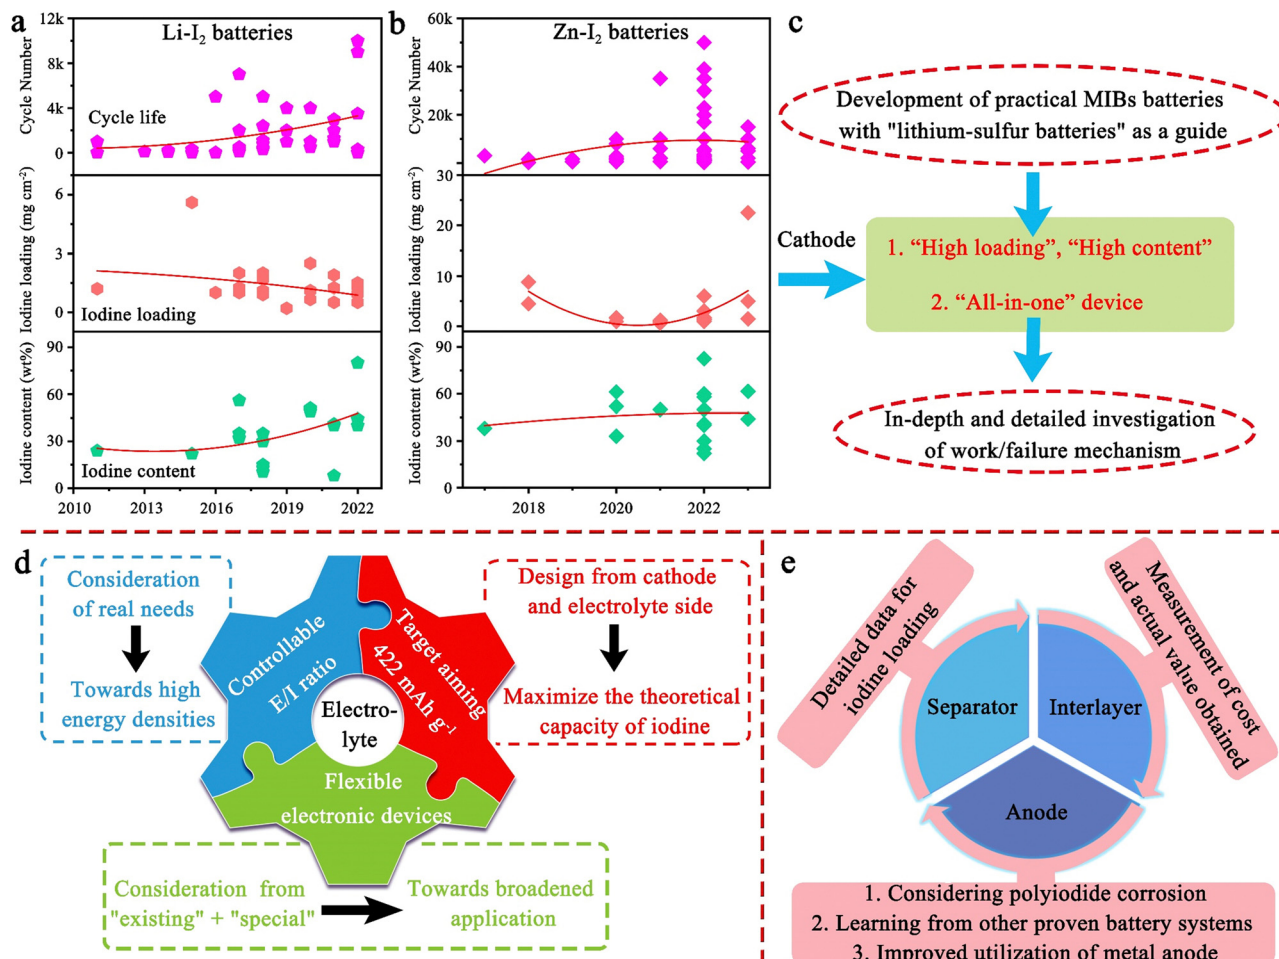 a
Li-I₂ batteries
12k
8k
4k
0
Cycle Number
Cycle life
6
3
0
Iodine loading (mg cm⁻²)
Iodine loading
90
60
30
0
Iodine content (wt%)
Iodine content
2010 2013 2016 2019 2022
b
Zn-I₂ batteries
60k
40k
20k
0
Cycle Number
30
20
10
0
Iodine loading (mg cm⁻²)
90
60
30
0
Iodine content (wt%)
2018 2020 2022
c
Development of practical MIBs batteries
with "lithium-sulfur batteries" as a guide
Cathode
1. “High loading”, “High content”
2. “All-in-one” device
In-depth and detailed investigation
of work/failure mechanism
d
Consideration
of real needs
Towards high
energy densities
Controllable
E/I ratio
Target aiming
422 mAh g⁻¹
Electro-
lyte
Flexible
electronic devices
Design from cathode
and electrolyte side
Maximize the theoretical
capacity of iodine
Consideration from
"existing" + "special"
Towards broadened
application
e
Detailed data for
iodine loading
Measurement of cost
and actual value obtained
Separator
Interlayer
Anode
1. Considering polyiodide corrosion
2. Learning from other proven battery systems
3. Improved utilization of metal anode